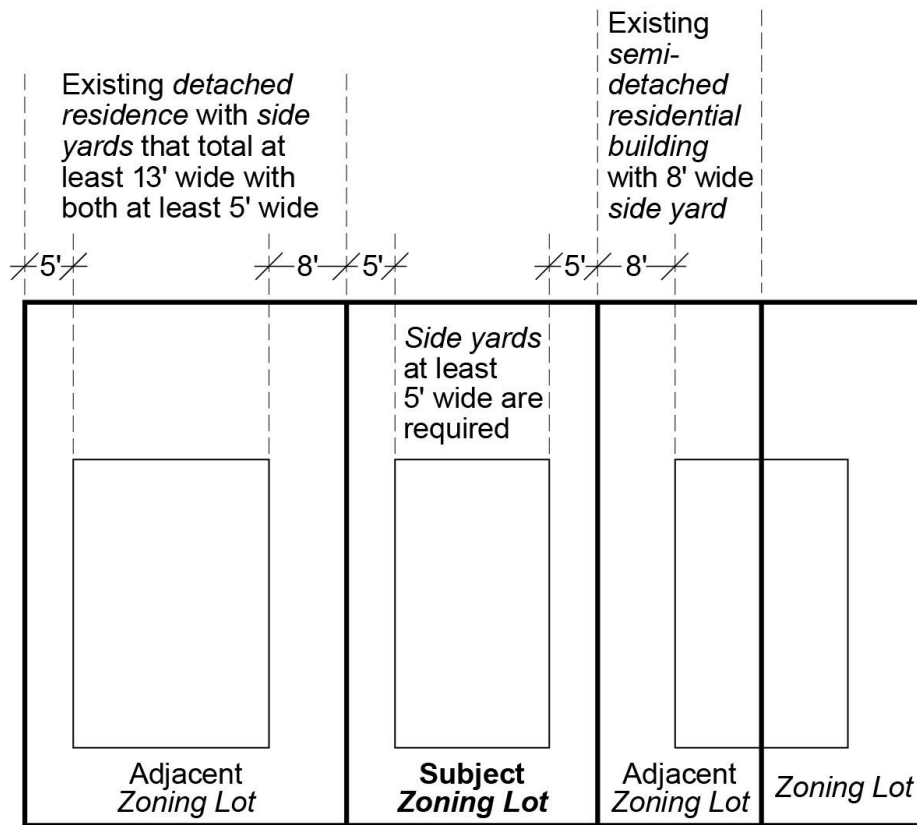 Existing detached
residence with side
yards that total at
least 13' wide with
both at least 5' wide
Existing
semi-
detached
residential
building
with 8' wide
side yard
5'
8'
5'
5'
8'
Side yards
at least
5' wide are
required
Adjacent
Zoning Lot
Subject
Zoning Lot
Adjacent
Zoning Lot
Zoning Lot